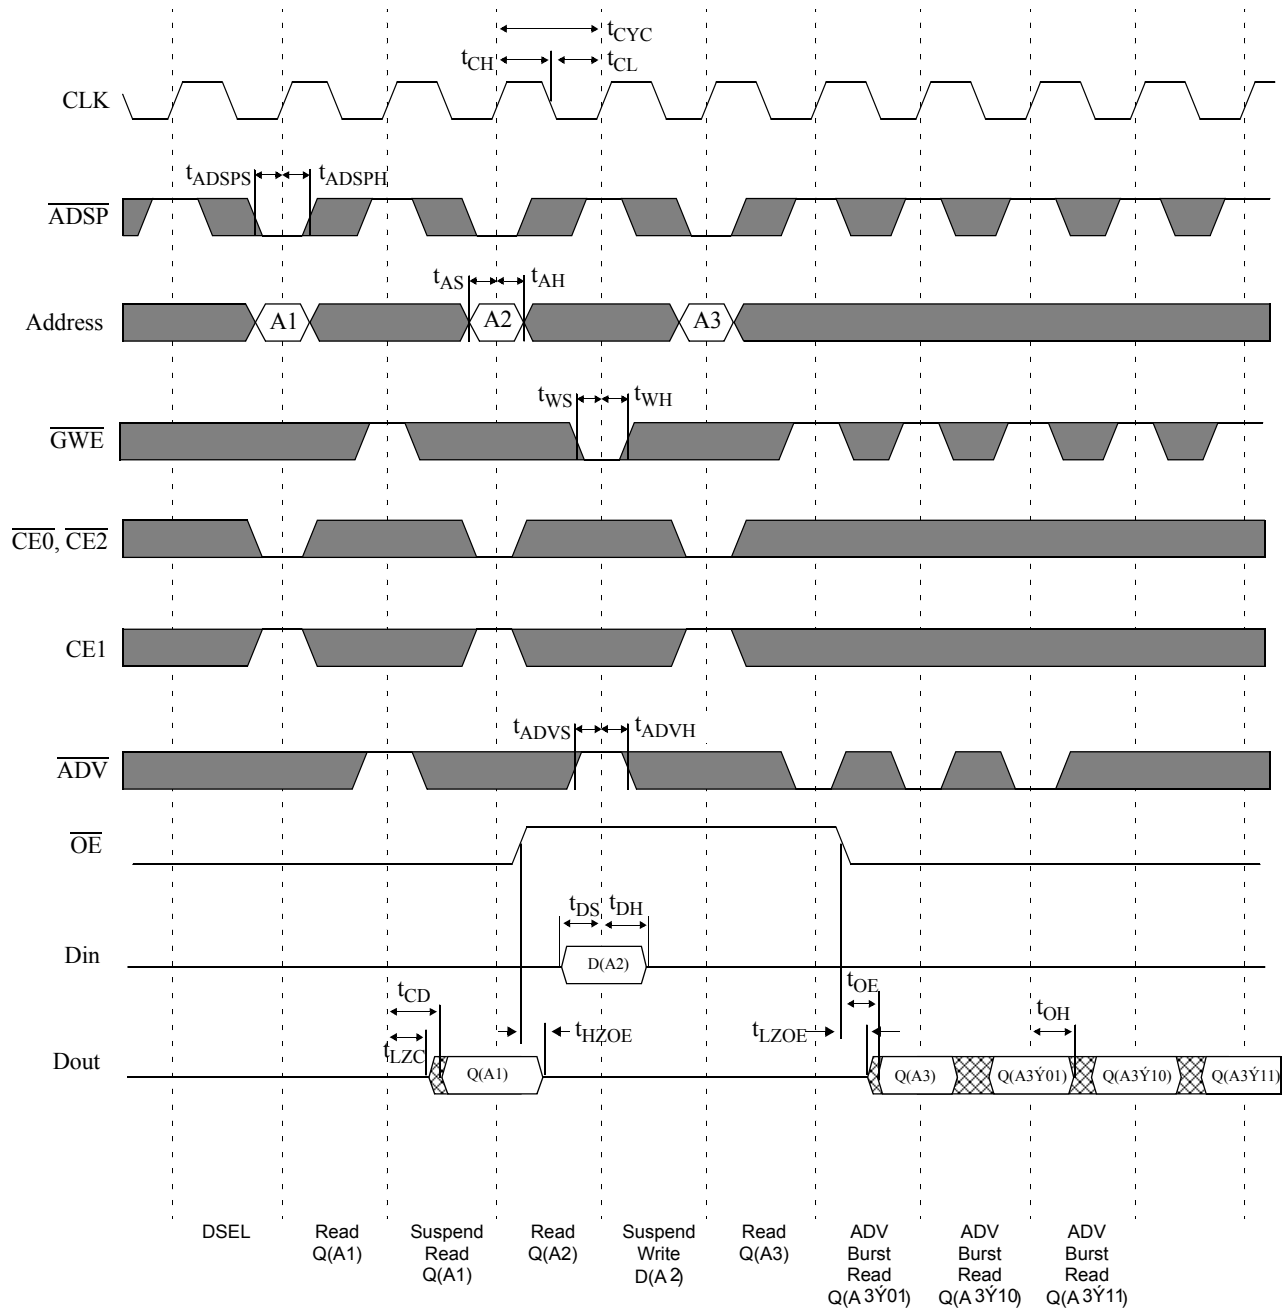 tCYC
tCH
tCL
CLK
tADSPS
tADSPH
ADSP
tAS
tAH
Address
A1
A2
A3
tWS
tWH
GWE
CE0, CE2
CE1
tADVS
tADVH
ADV
OE
tDS
tDH
Din
D(A2)
tCD
tOE
tOH
tLZC
tHZOE
tLZOE
Dout
Q(A1)
Q(A3)
Q(A3Ý01)
Q(A3Ý10)
Q(A3Ý11)
DSEL
Read
Q(A1)
Suspend
Read
Q(A1)
Read
Q(A2)
Suspend
Write
D(A2)
Read
Q(A3)
ADV
Burst
Read
Q(A3Ý01)
ADV
Burst
Read
Q(A3Ý10)
ADV
Burst
Read
Q(A3Ý11)